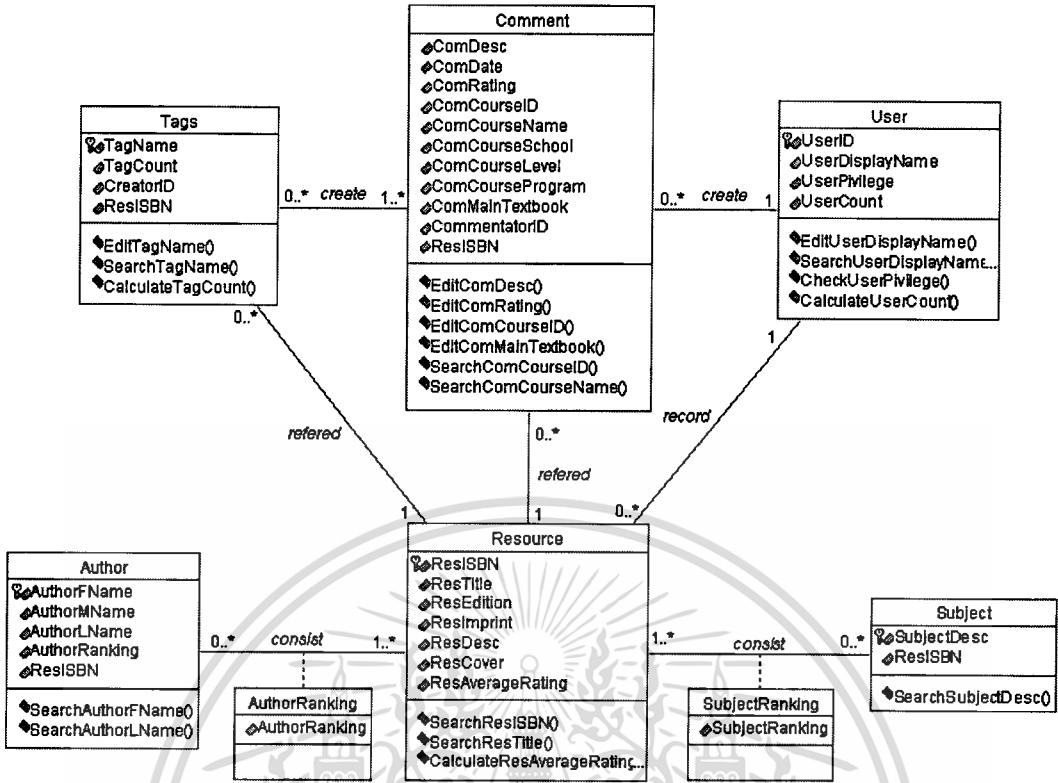 Comment
ComDesc
ComDate
ComRating
ComCourseID
ComCourseName
ComCourseSchool
ComCourseLevel
ComCourseProgram
ComMainTextbook
CommentatorID
ResISBN
EditComDesc()
EditComRating()
EditComCourseID()
EditComMainTextbook()
SearchComCourseID()
SearchComCourseName()
Tags
TagName
TagCount
CreatorID
ResISBN
EditTagName()
SearchTagName()
CalculateTagCount()
User
UserID
UserDisplayName
UserPivilege
UserCount
EditUserDisplayName()
SearchUserDisplayName...
CheckUserPivilege()
CalculateUserCount()
0..* create 1..*
0..* create 1
0..*
refered
1
0..*
refered
1
1
record
0..*
Author
AuthorFName
AuthorMName
AuthorLName
AuthorRanking
ResISBN
SearchAuthorFName()
SearchAuthorLName()
0..* consist 1..*
AuthorRanking
AuthorRanking
Resource
ResISBN
ResTitle
ResEdition
ResImprint
ResDesc
ResCover
ResAverageRating
SearchResISBN()
SearchResTitle()
CalculateResAverageRating...
1..* consist 0..*
SubjectRanking
SubjectRanking
Subject
SubjectDesc
ResISBN
SearchSubjectDesc()